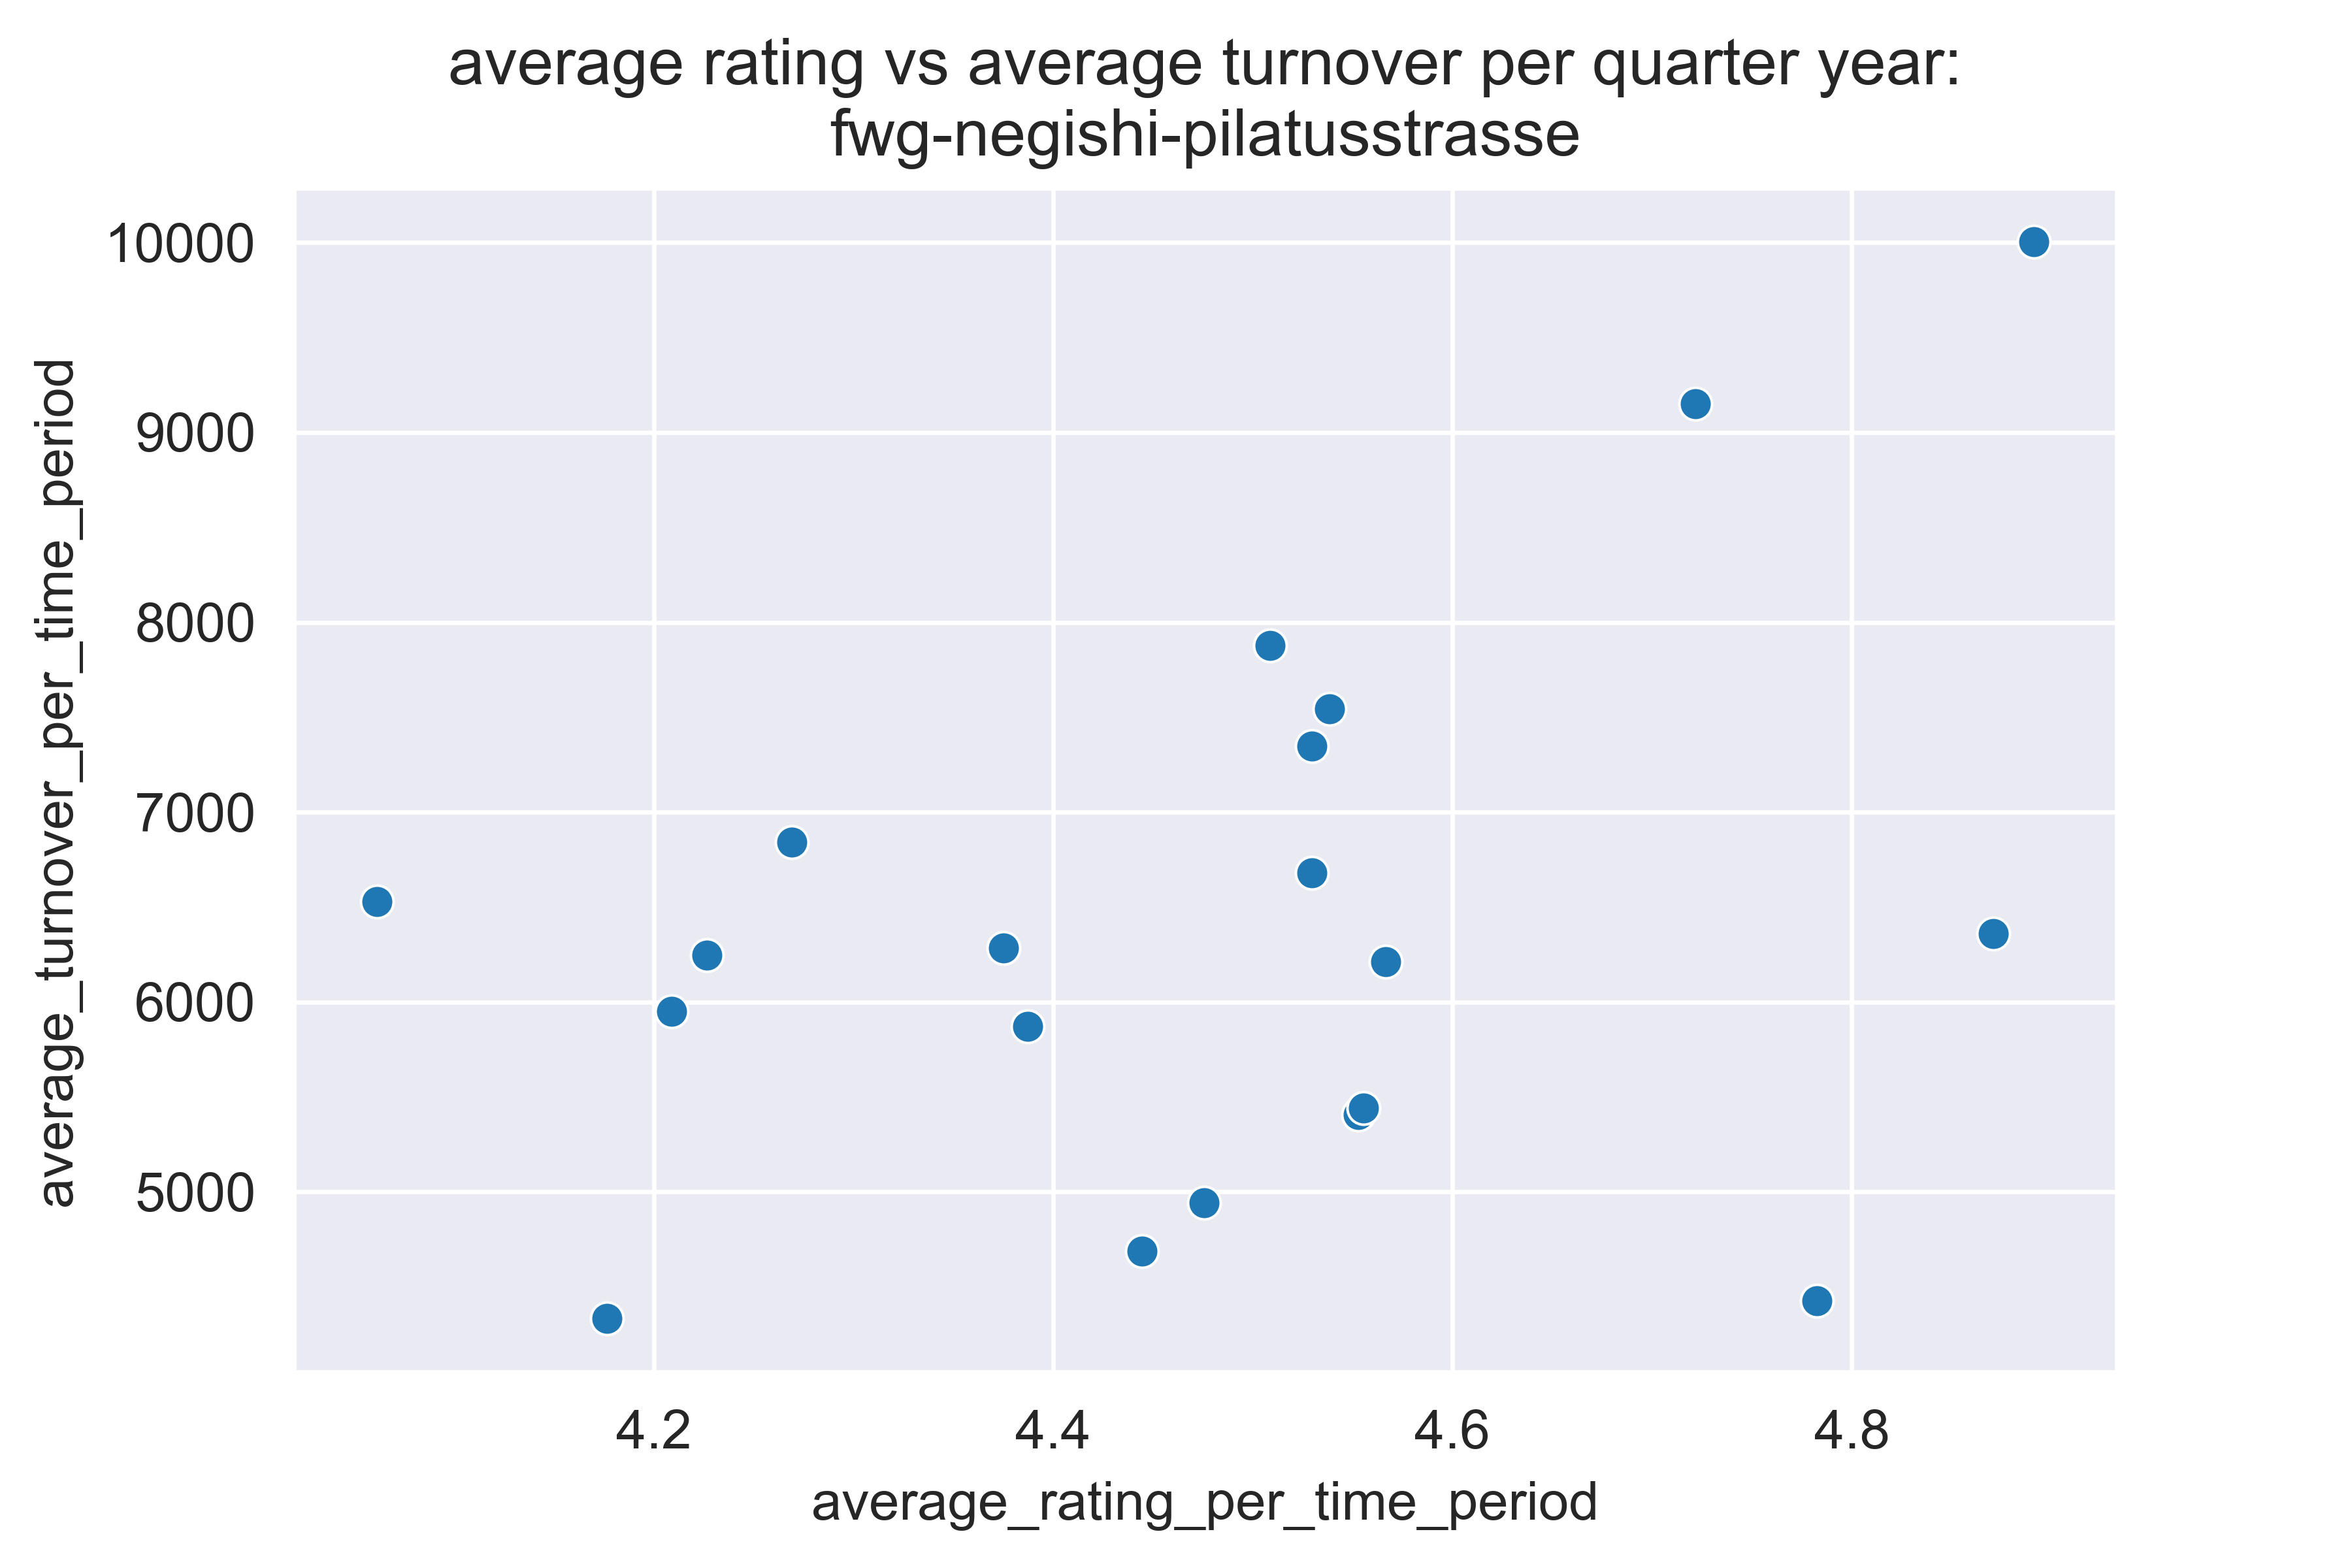 average rating vs average turnover per quarter year:
fwg-negishi-pilatusstrasse
10000
9000
8000
7000
6000
5000
average_turnover_per_time_period
4.2
4.4
4.6
4.8
average_rating_per_time_period